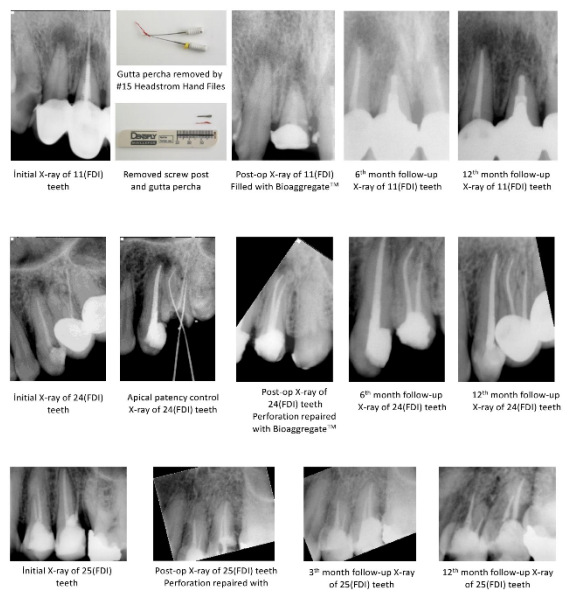 Gutta percha removed by
#15 Headstrom Hand Files
DENTSPLY
İnitial X-ray of 11(FDI)
teeth
Removed screw post
and gutta percha
Post-op X-ray of 11(FDI)
Filled with Bioaggregate™
6th month follow-up
X-ray of 11(FDI) teeth
12th month follow-up
X-ray of 11(FDI) teeth
İnitial X-ray of 24(FDI)
teeth
Apical patency control
X-ray of 24(FDI) teeth
Post-op X-ray of
24(FDI) teeth
Perforation repaired
with Bioaggregate™
6th month follow-up
X-ray of 24(FDI) teeth
12th month follow-up
X-ray of 24(FDI) teeth
İnitial X-ray of 25(FDI)
teeth
Post-op X-ray of 25(FDI) teeth
Perforation repaired with
3th month follow-up X-ray
of 25(FDI) teeth
12th month follow-up X-ray
of 25(FDI) teeth